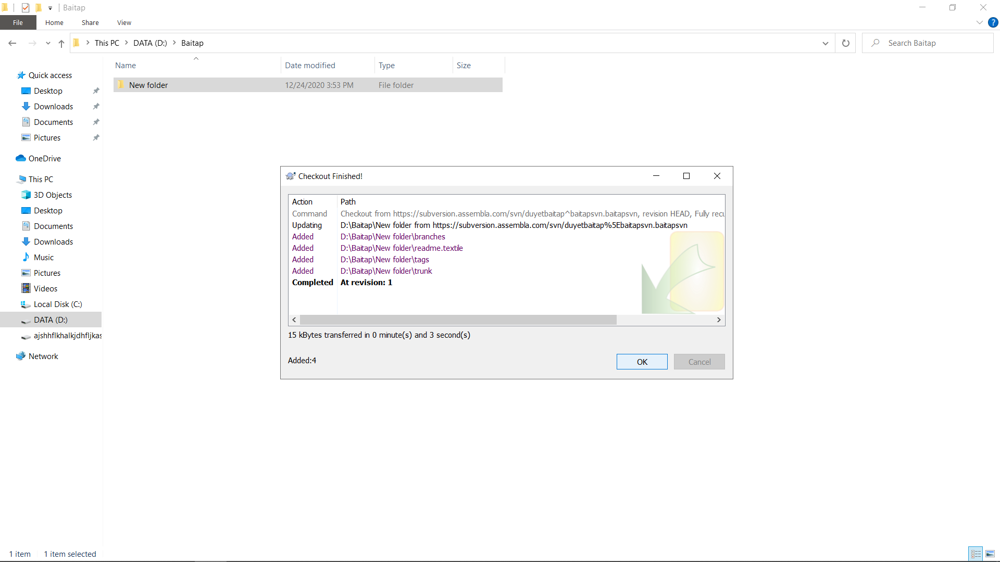 Baitap
File Home Share View
This PC DATA (D:) Baitap
Search Baitap
Name Date modified Type Size
New folder 12/24/2020 3:53 PM File folder
Quick access
Desktop
Downloads
Documents
Pictures
OneDrive
This PC
3D Objects
Desktop
Documents
Downloads
Music
Pictures
Videos
Local Disk (C:)
DATA (D:)
ajshhflkhalkjdhfljkas
Network
Checkout Finished!
Action Path
Command Checkout from https://subversion.assembla.com/svn/duyetbaitap^baitapsvn.baitapsvn, revision HEAD, Fully recu
Updating D:\Baitap\New folder from https://subversion.assembla.com/svn/duyetbaitap%5Ebaitapsvn.baitapsvn
Added D:\Baitap\New folder\branches
Added D:\Baitap\New folder\readme.textile
Added D:\Baitap\New folder\tags
Added D:\Baitap\New folder\trunk
Completed At revision: 1
15 kBytes transferred in 0 minute(s) and 3 second(s)
Added:4
OK Cancel
1 item 1 item selected